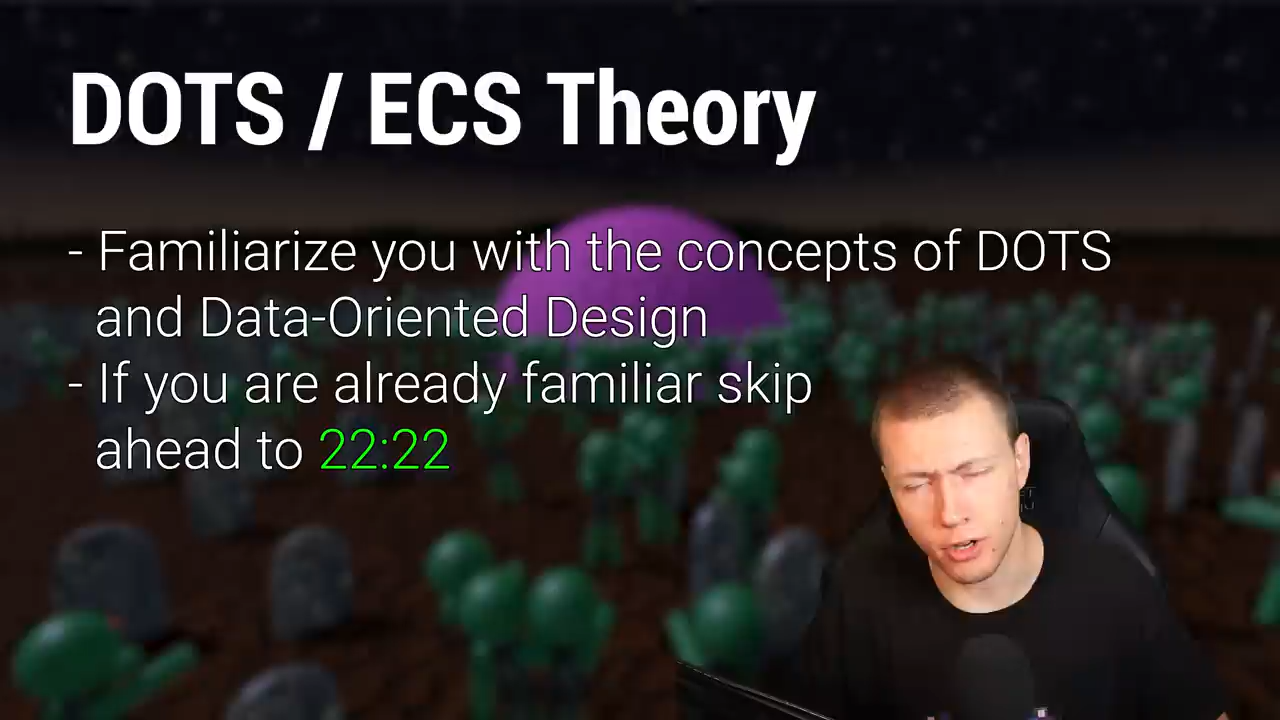 DOTS / ECS Theory
- Familiarize you with the concepts of DOTS
and Data-Oriented Design
- If you are already familiar skip
ahead to 22:22